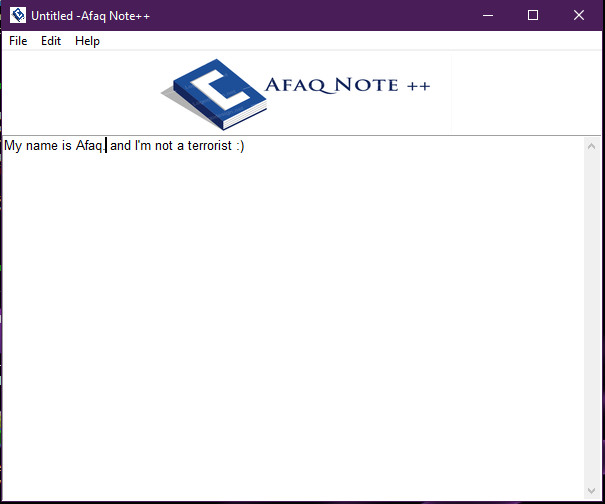 Untitled -Afaq Note++
File Edit Help
AFAQ NOTE ++
My name is Afaq. and I'm not a terrorist :)